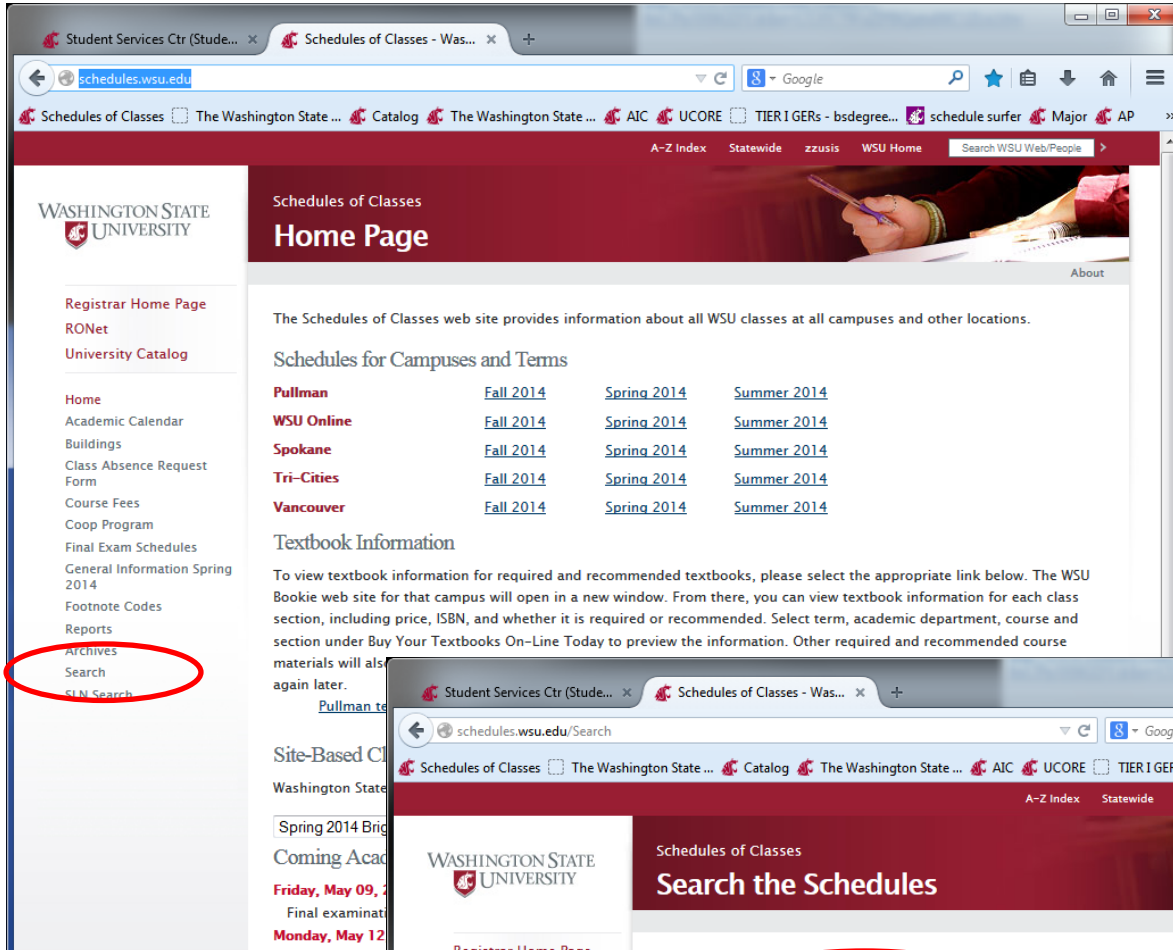 Student Services Ctr (Stude...
Schedules of Classes - Was...
schedules.wsu.edu
Google
Schedules of Classes
The Washington State ...
Catalog
The Washington State ...
AIC
UCORE
TIER I GERs - bsdegree...
schedule surfer
Major
AP
A-Z Index Statewide zzusis WSU Home Search WSU Web/People
WASHINGTON STATE
UNIVERSITY
Schedules of Classes
Home Page
About
Registrar Home Page
RONet
University Catalog
Home
Academic Calendar
Buildings
Class Absence Request
Form
Course Fees
Coop Program
Final Exam Schedules
General Information Spring
2014
Footnote Codes
Reports
Archives
Search
SLN Search
The Schedules of Classes web site provides information about all WSU classes at all campuses and other locations.
Schedules for Campuses and Terms
Pullman Fall 2014 Spring 2014 Summer 2014
WSU Online Fall 2014 Spring 2014 Summer 2014
Spokane Fall 2014 Spring 2014 Summer 2014
Tri-Cities Fall 2014 Spring 2014 Summer 2014
Vancouver Fall 2014 Spring 2014 Summer 2014
Textbook Information
To view textbook information for required and recommended textbooks, please select the appropriate link below. The WSU
Bookie web site for that campus will open in a new window. From there, you can view textbook information for each class
section, including price, ISBN, and whether it is required or recommended. Select term, academic department, course and
section under Buy Your Textbooks On-Line Today to preview the information. Other required and recommended course
materials will also
again later.
Pullman te
Site-Based Cl
Washington State
Spring 2014 Brig
Coming Acad
Friday, May 09, 2
Final examinati
Monday, May 12
Student Services Ctr (Stude...
Schedules of Classes - Was...
schedules.wsu.edu/Search
Goog
Schedules of Classes
The Washington State ...
Catalog
The Washington State ...
AIC
UCORE
TIER I GER
A-Z Index Statewide
WASHINGTON STATE
UNIVERSITY
Schedules of Classes
Search the Schedules
Registrar Home Page